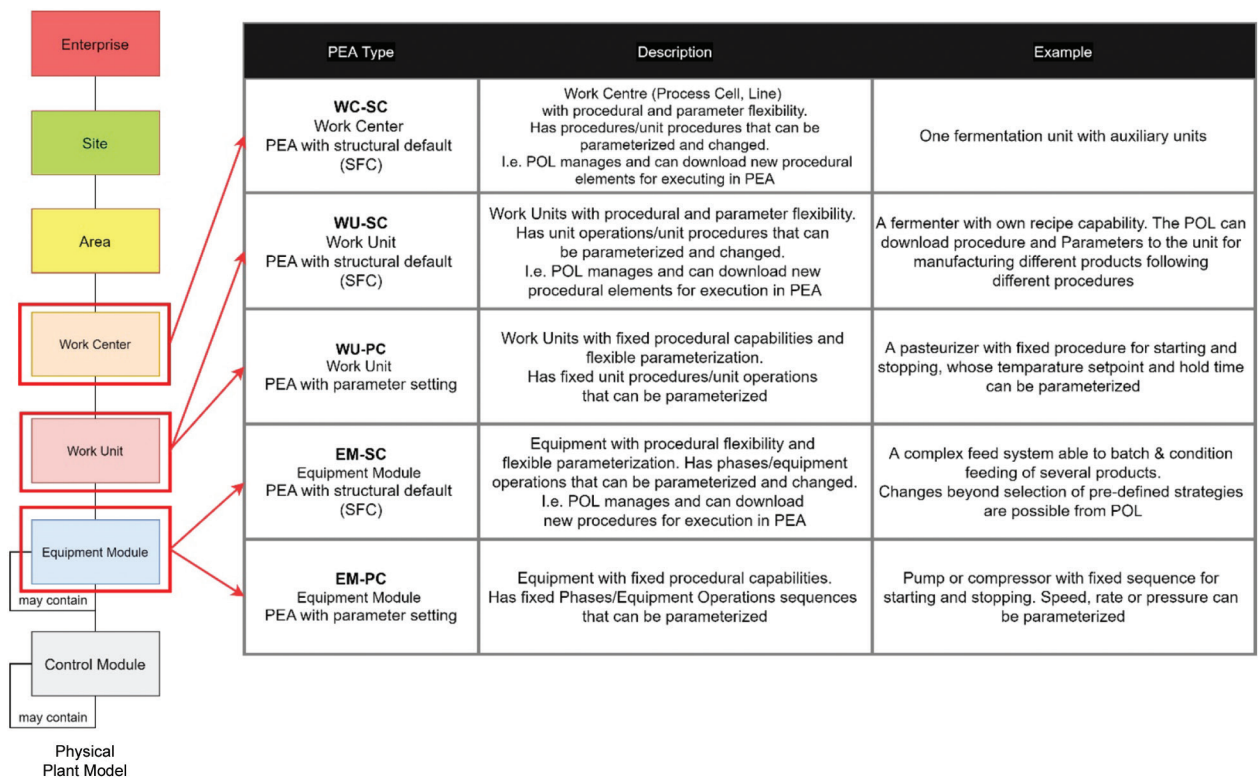 Enterprise
Site
Area
Work Center
Work Unit
Equipment Module
may contain
Control Module
may contain
Physical
Plant Model
PEA Type
Description
Example
WC-SC
Work Center
PEA with structural default
(SFC)
Work Centre (Process Cell, Line)
with procedural and parameter flexibility.
Has procedures/unit procedures that can be
parameterized and changed.
I.e. POL manages and can download new procedural
elements for executing in PEA
One fermentation unit with auxiliary units
WU-SC
Work Unit
PEA with structural default
(SFC)
Work Units with procedural and parameter flexibility.
Has unit operations/unit procedures that can
be parameterized and changed.
I.e. POL manages and can download new
procedural elements for execution in PEA
A fermenter with own recipe capability. The POL can
download procedure and Parameters to the unit for
manufacturing different products following
different procedures
WU-PC
Work Unit
PEA with parameter setting
Work Units with fixed procedural capabilities and
flexible parameterization.
Has fixed unit procedures/unit operations
that can be parameterized
A pasteurizer with fixed procedure for starting and
stopping, whose temparature setpoint and hold time
can be parameterized
EM-SC
Equipment Module
PEA with structural default
(SFC)
Equipment with procedural flexibility and
flexible parameterization. Has phases/equipment
operations that can be parameterized and changed.
I.e. POL manages and can download
new procedures for execution in PEA
A complex feed system able to batch & condition
feeding of several products.
Changes beyond selection of pre-defined strategies
are possible from POL
EM-PC
Equipment Module
PEA with parameter setting
Equipment with fixed procedural capabilities.
Has fixed Phases/Equipment Operations sequences
that can be parameterized
Pump or compressor with fixed sequence for
starting and stopping. Speed, rate or pressure can
be parameterized